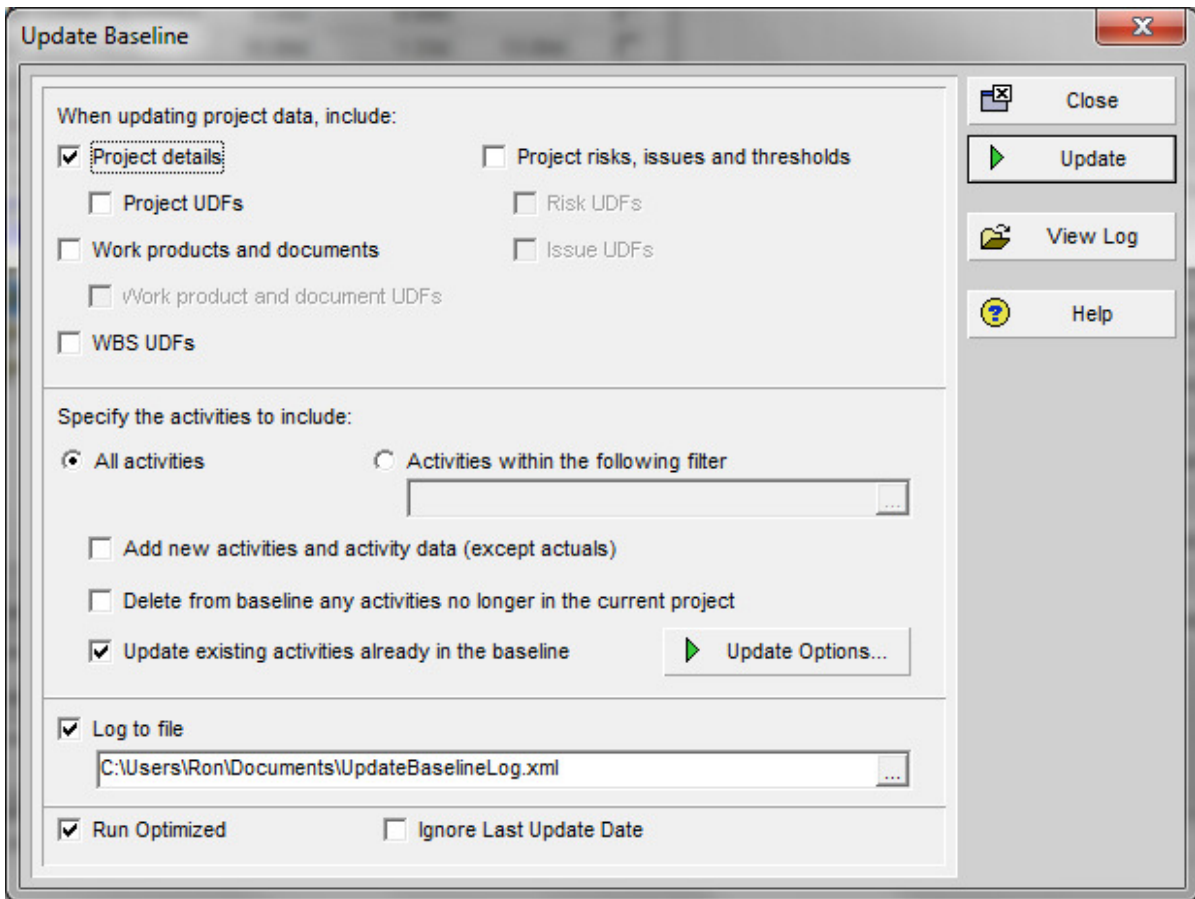 Update Baseline
When updating project data, include:
Project details
Project risks, issues and thresholds
Project UDFs
Risk UDFs
Work products and documents
Issue UDFs
Work product and document UDFs
WBS UDFs
Specify the activities to include:
All activities
Activities within the following filter
...
Add new activities and activity data (except actuals)
Delete from baseline any activities no longer in the current project
Update existing activities already in the baseline
Update Options...
Log to file
C:\Users\Ron\Documents\UpdateBaselineLog.xml
...
Run Optimized
Ignore Last Update Date
Close
Update
View Log
Help